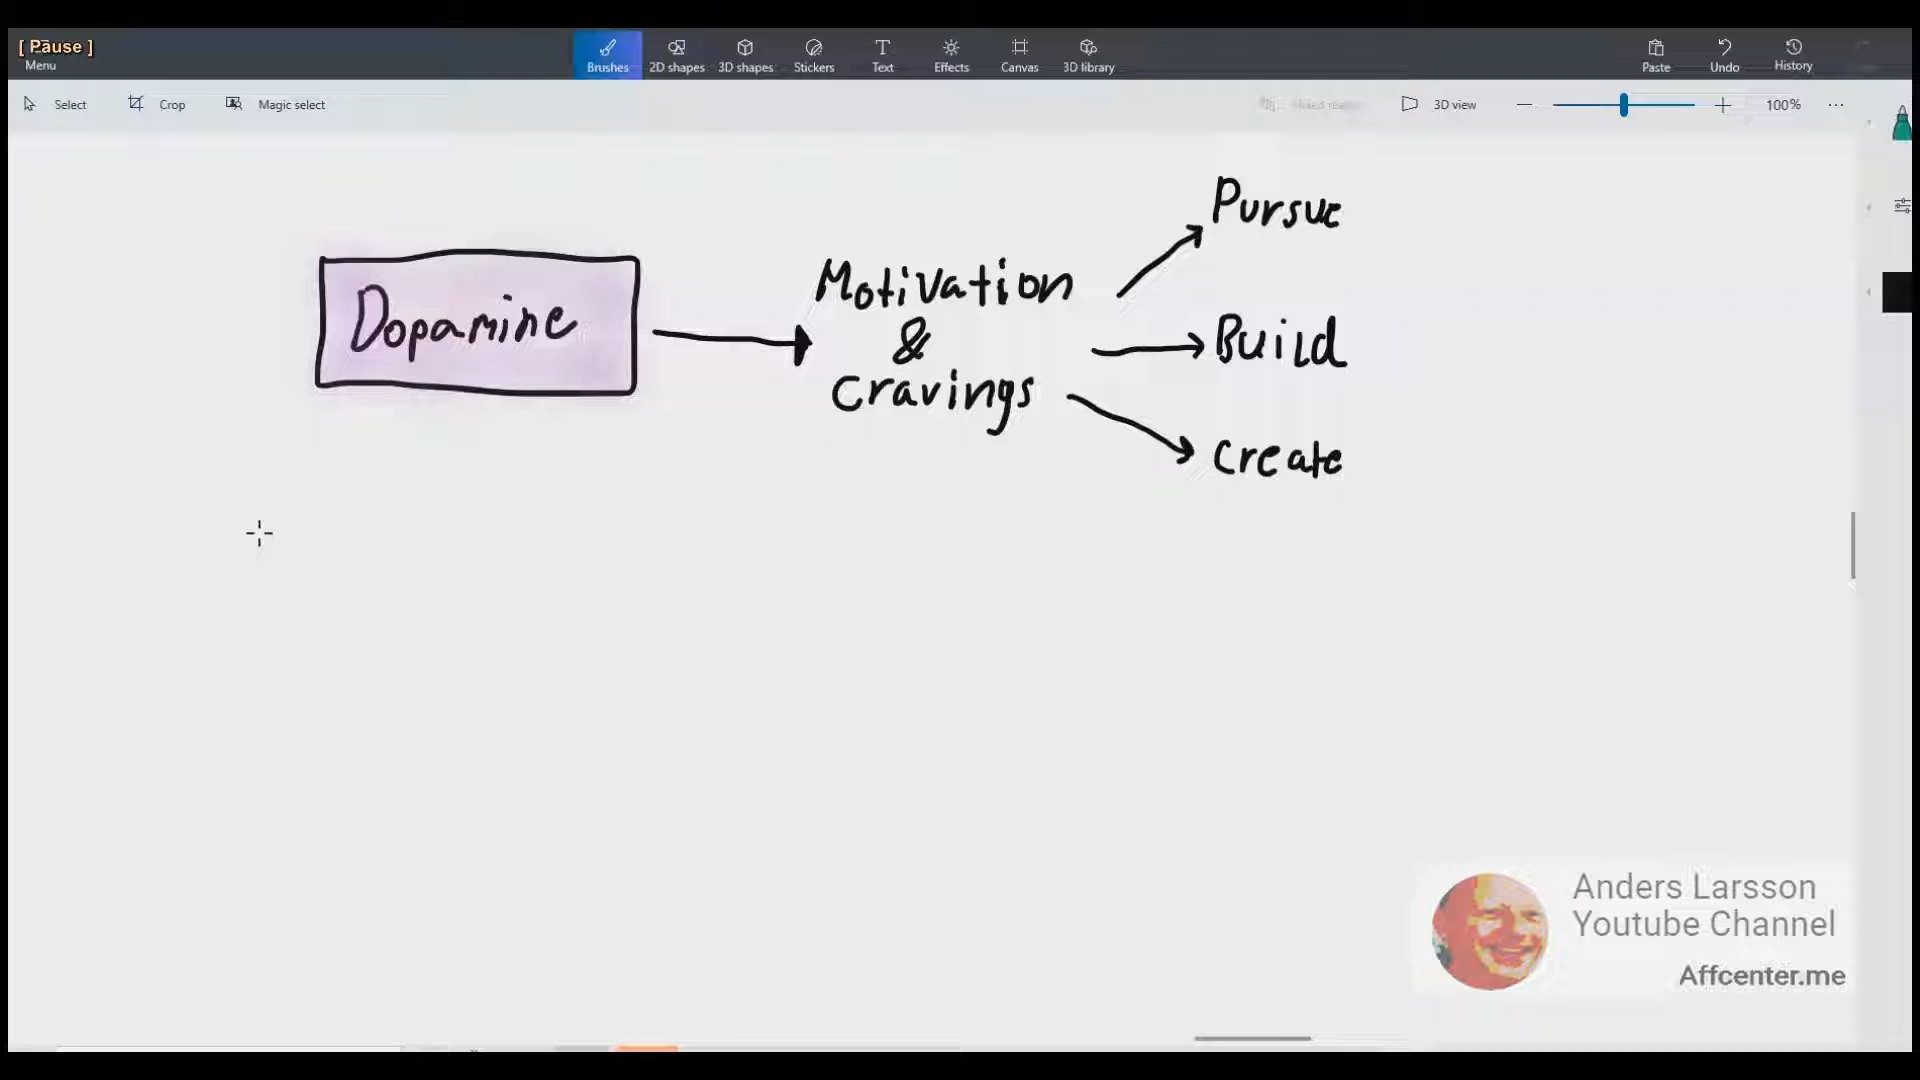 [ Pause ]
Menu
Brushes
2D shapes
3D shapes
Stickers
Text
Effects
Canvas
3D library
Paste
Undo
History
Select
Crop
Magic select
3D view
100%
Dopamine
Motivation
&
Cravings
Pursue
Build
Create
Anders Larsson
Youtube Channel
Affcenter.me